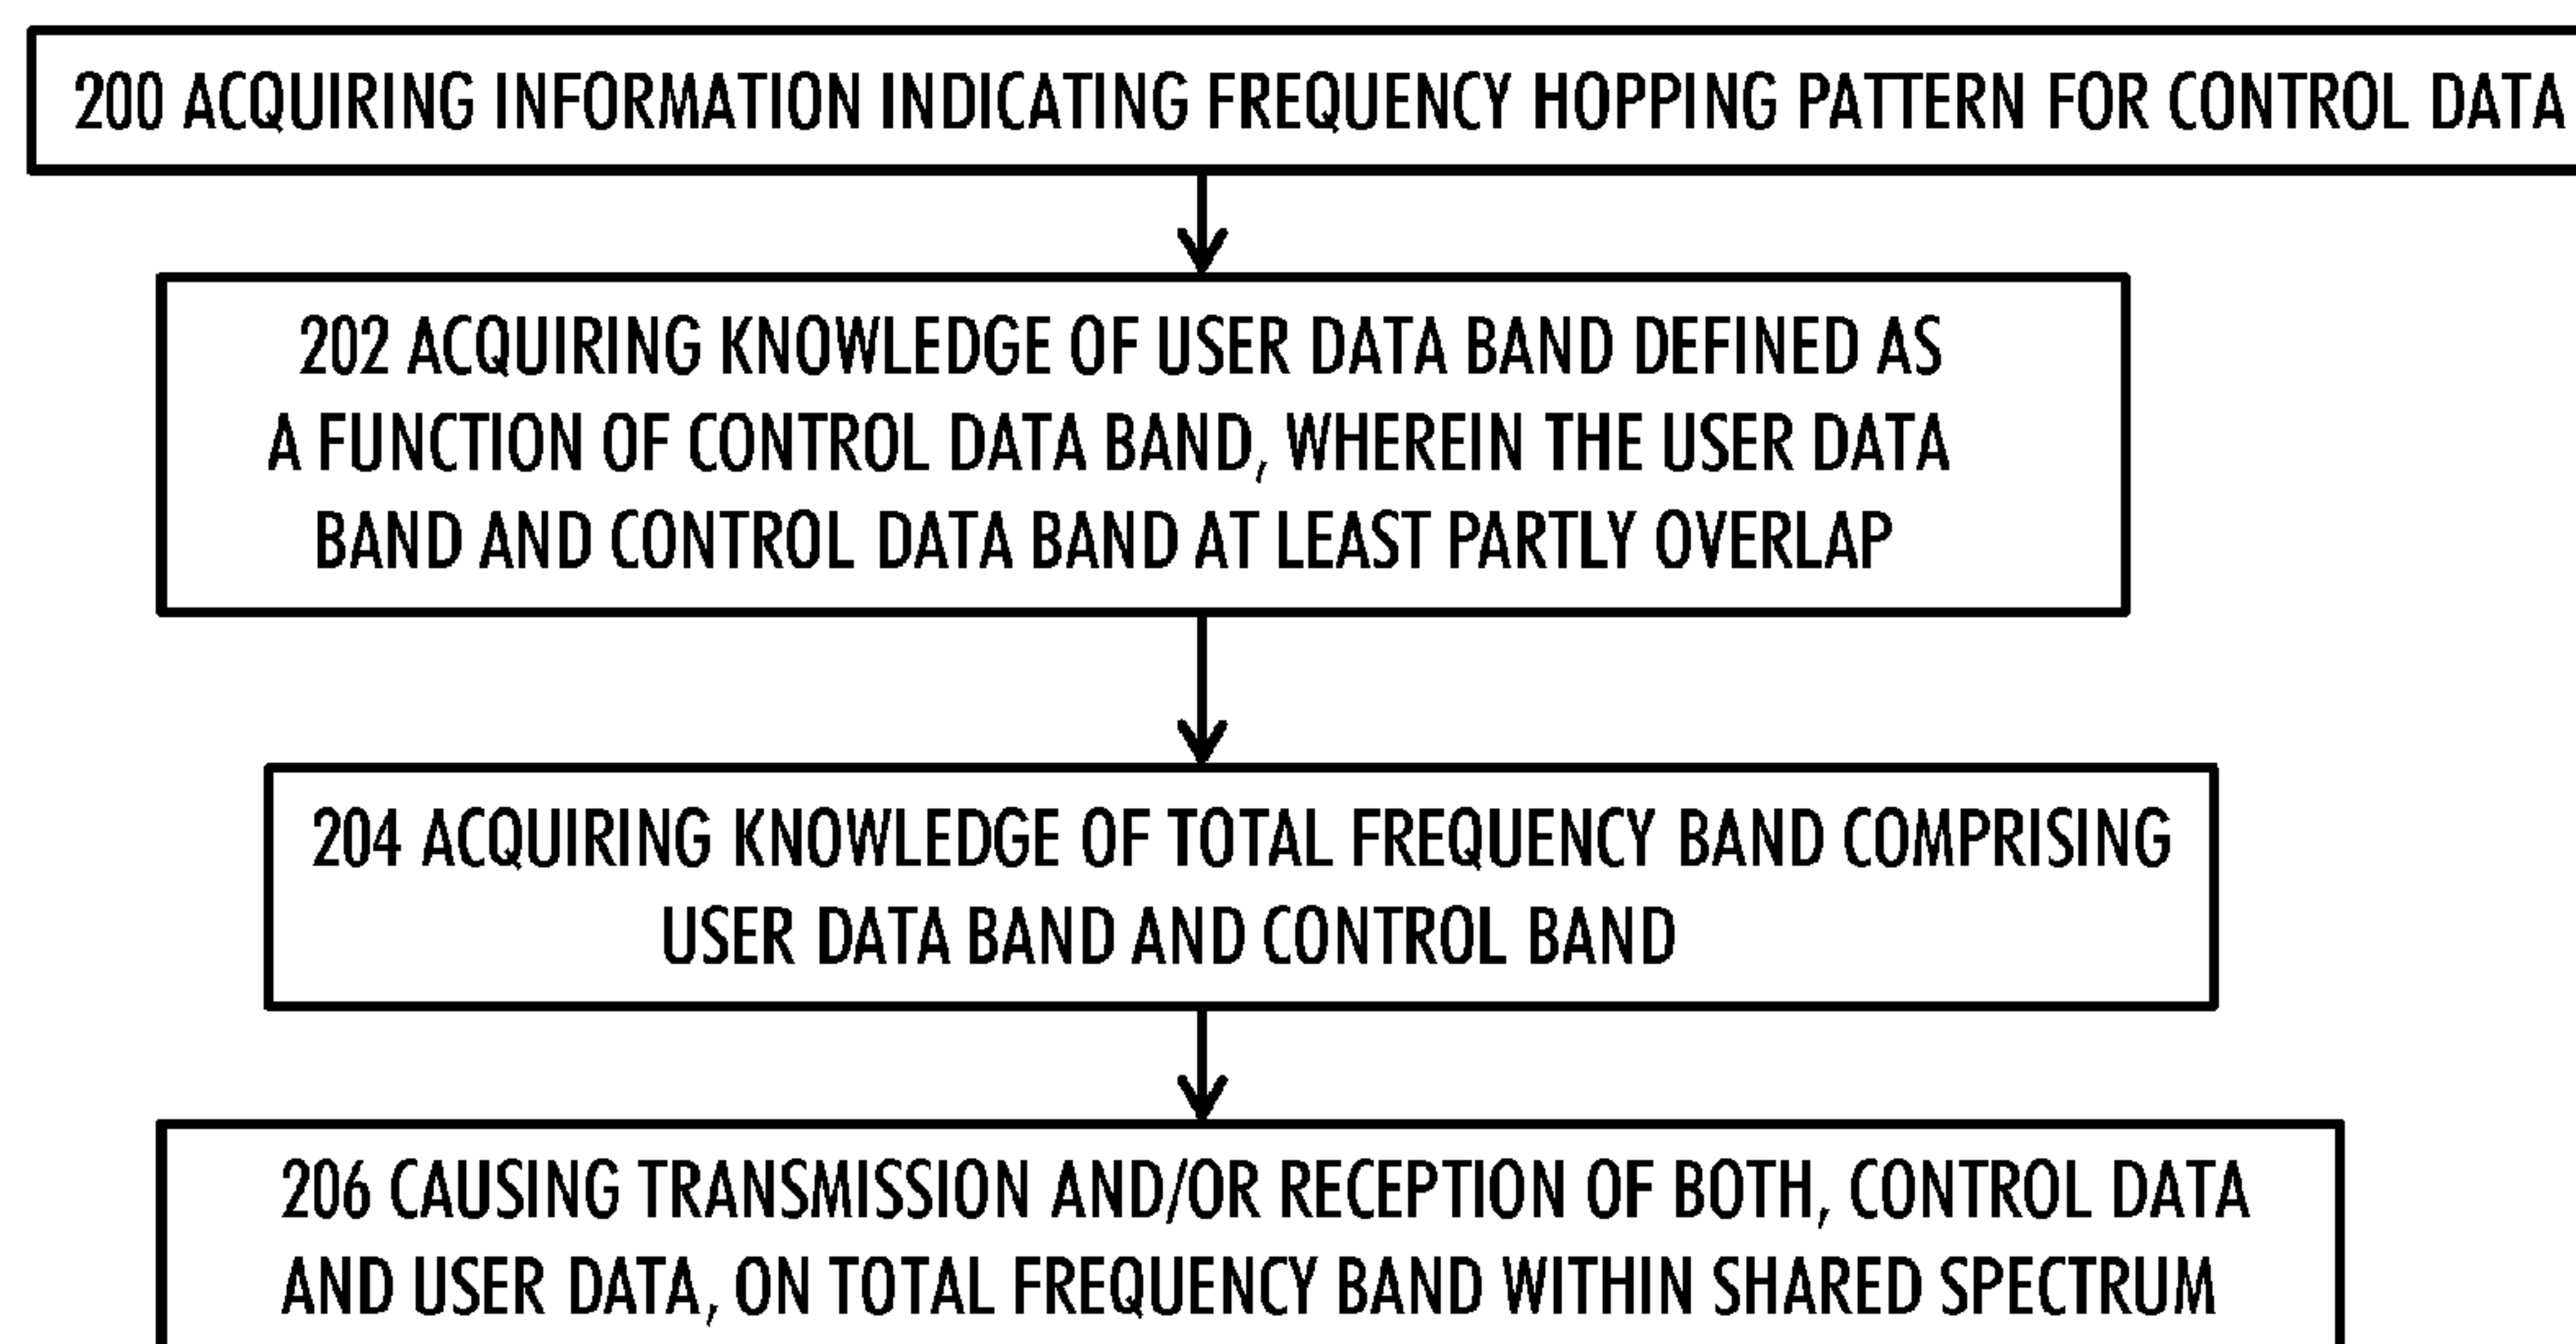 200 ACQUIRING INFORMATION INDICATING FREQUENCY HOPPING PATTERN FOR CONTROL DATA
202 ACQUIRING KNOWLEDGE OF USER DATA BAND DEFINED AS
A FUNCTION OF CONTROL DATA BAND, WHEREIN THE USER DATA
BAND AND CONTROL DATA BAND AT LEAST PARTLY OVERLAP
204 ACQUIRING KNOWLEDGE OF TOTAL FREQUENCY BAND COMPRISING
USER DATA BAND AND CONTROL BAND
206 CAUSING TRANSMISSION AND/OR RECEPTION OF BOTH, CONTROL DATA
AND USER DATA, ON TOTAL FREQUENCY BAND WITHIN SHARED SPECTRUM